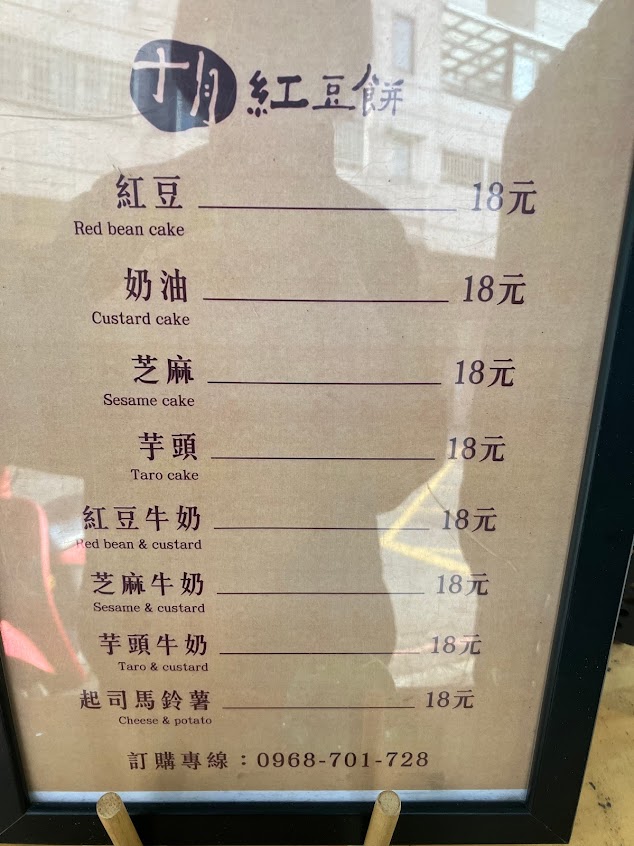 十月 紅豆餅
紅豆 18元
Red bean cake
奶油 18元
Custard cake
芝麻 18元
Sesame cake
芋頭 18元
Taro cake
紅豆牛奶 18元
Red bean & custard
芝麻牛奶 18元
Sesame & custard
芋頭牛奶 18元
Taro & custard
起司馬鈴薯 18元
Cheese & potato
訂購專線：0968-701-728